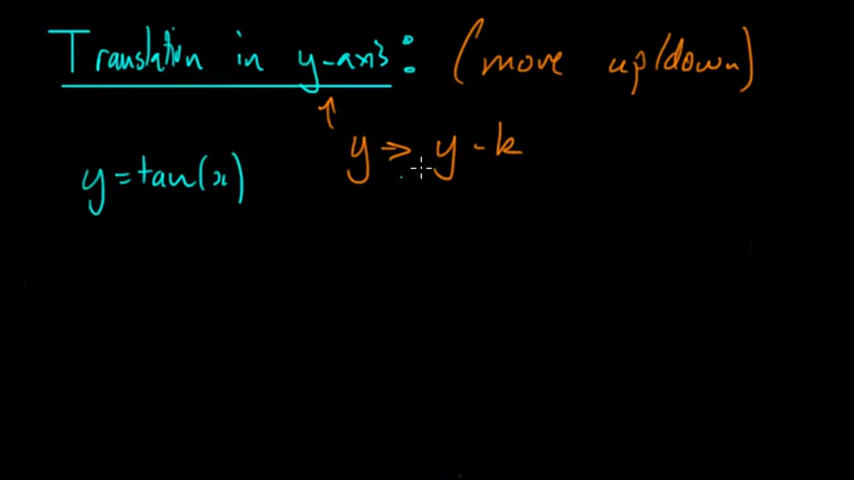 Translation in y-axis: (move up/down)
↑
y => y - k
y = tan(x)